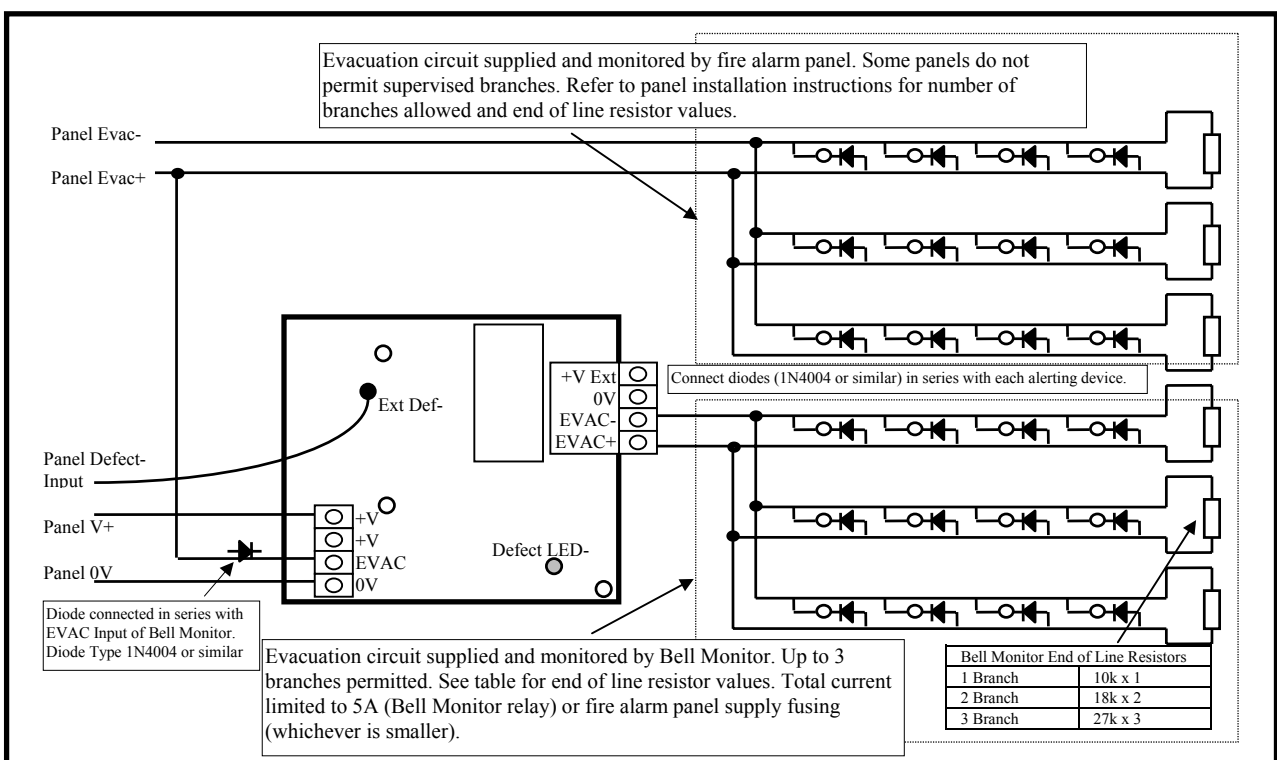 Evacuation circuit supplied and monitored by fire alarm panel. Some panels do not
permit supervised branches. Refer to panel installation instructions for number of
branches allowed and end of line resistor values.
Panel Evac-
Panel Evac+
+V Ext
0V
EVAC-
EVAC+
Connect diodes (1N4004 or similar) in series with each alerting device.
Ext Def-
Panel Defect-
Input
Panel V+
+V
+V
EVAC
0V
Defect LED-
Panel 0V
Diode connected in series with
EVAC Input of Bell Monitor.
Diode Type 1N4004 or similar
Evacuation circuit supplied and monitored by Bell Monitor. Up to 3
branches permitted. See table for end of line resistor values. Total current
limited to 5A (Bell Monitor relay) or fire alarm panel supply fusing
(whichever is smaller).
Bell Monitor End of Line Resistors
1 Branch 10k x 1
2 Branch 18k x 2
3 Branch 27k x 3